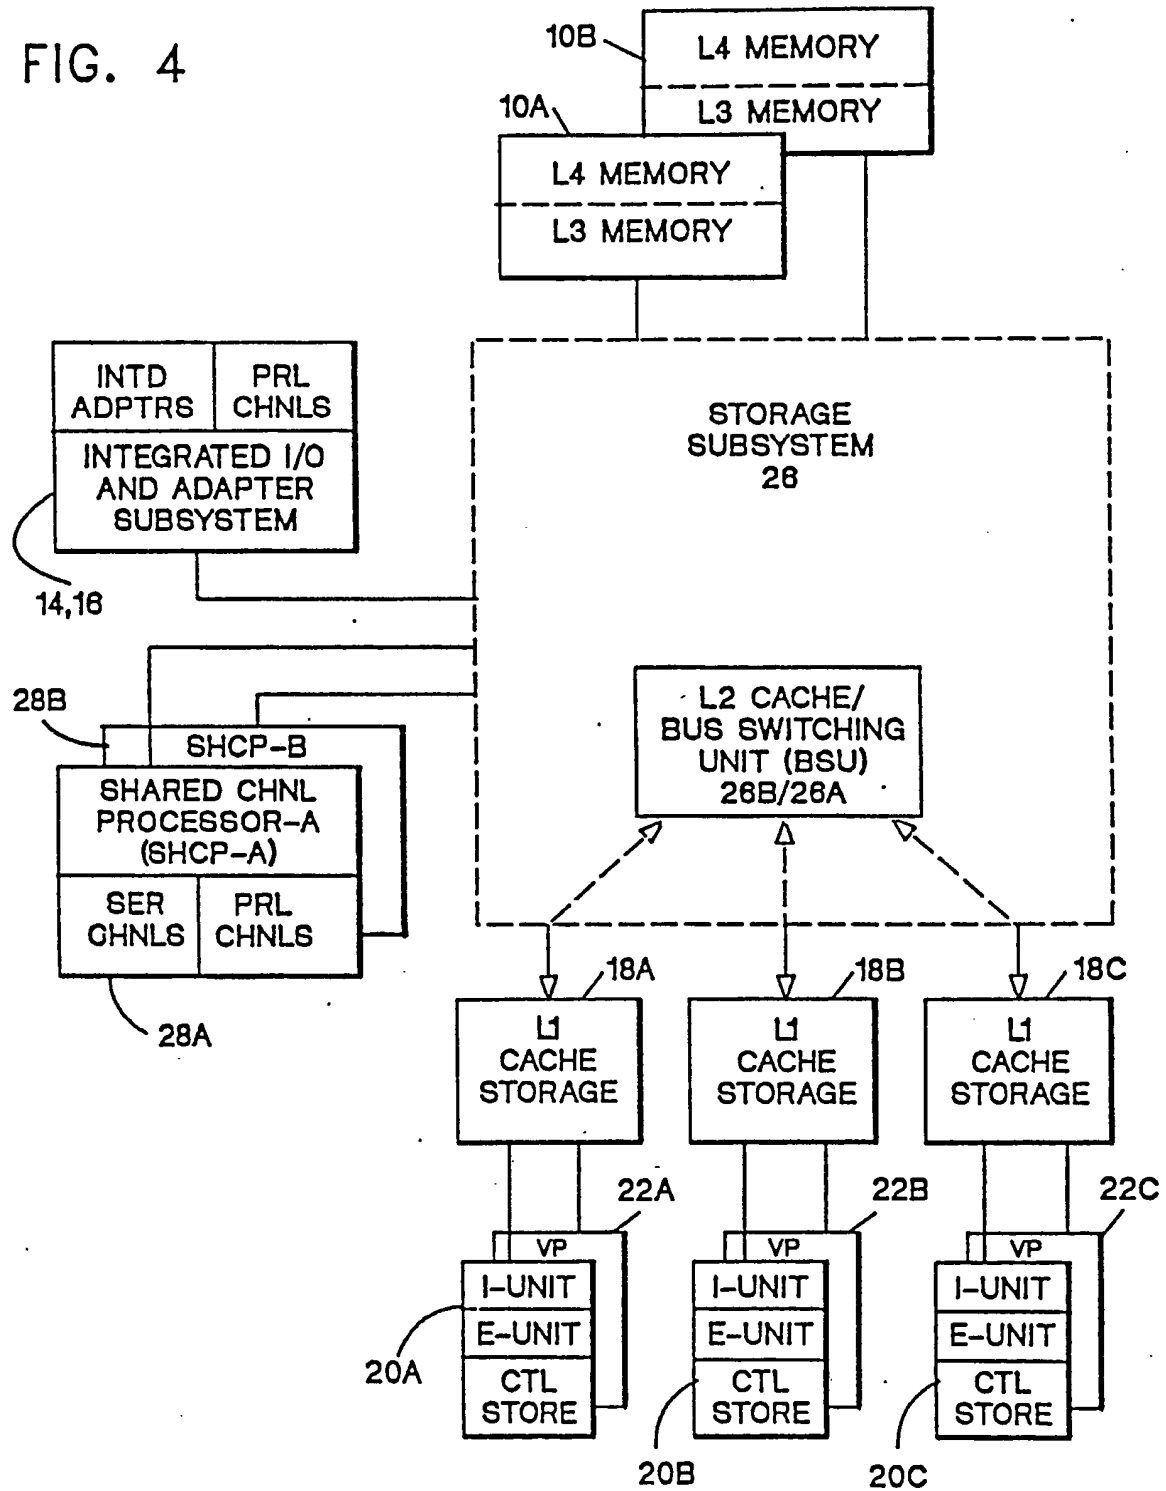 FIG. 4
10B
L4 MEMORY
L3 MEMORY
10A
L4 MEMORY
L3 MEMORY
INTD
ADPTRS
PRL
CHNLS
INTEGRATED I/O
AND ADAPTER
SUBSYSTEM
14,16
STORAGE
SUBSYSTEM
26
28B
SHCP-B
SHARED CHNL
PROCESSOR-A
(SHCP-A)
SER
CHNLS
PRL
CHNLS
28A
L2 CACHE/
BUS SWITCHING
UNIT (BSU)
26B/26A
18A
L1
CACHE
STORAGE
18B
L1
CACHE
STORAGE
18C
L1
CACHE
STORAGE
22A
VP
I-UNIT
E-UNIT
CTL
STORE
20A
22B
VP
I-UNIT
E-UNIT
CTL
STORE
20B
22C
VP
I-UNIT
E-UNIT
CTL
STORE
20C